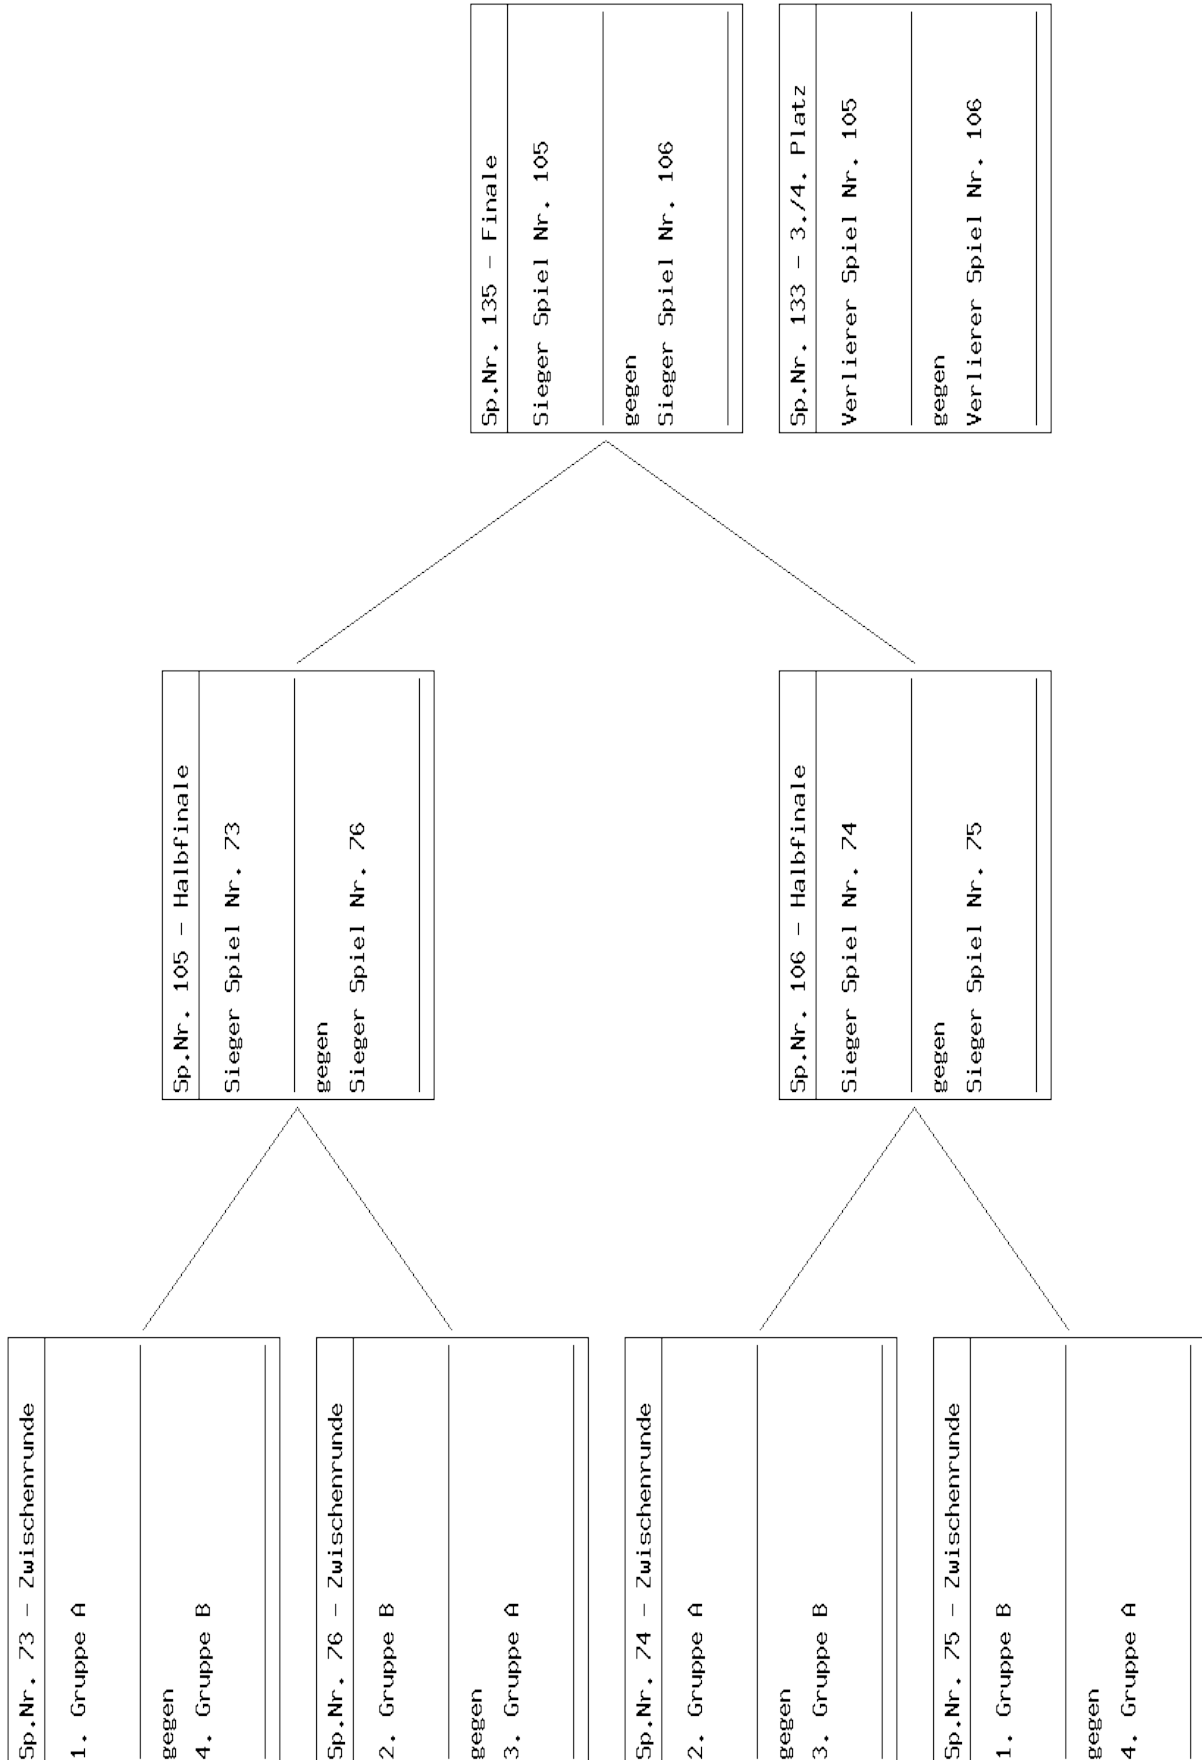 Sp.Nr. 73 - Zwischenrunde
1. Gruppe A
gegen
4. Gruppe B
Sp.Nr. 76 - Zwischenrunde
2. Gruppe B
gegen
3. Gruppe A
Sp.Nr. 74 - Zwischenrunde
2. Gruppe A
gegen
3. Gruppe B
Sp.Nr. 75 - Zwischenrunde
1. Gruppe B
gegen
4. Gruppe A
Sp.Nr. 105 - Halbfinale
Sieger Spiel Nr. 73
gegen
Sieger Spiel Nr. 76
Sp.Nr. 106 - Halbfinale
Sieger Spiel Nr. 74
gegen
Sieger Spiel Nr. 75
Sp.Nr. 135 - Finale
Sieger Spiel Nr. 105
gegen
Sieger Spiel Nr. 106
Sp.Nr. 133 - 3./4. Platz
Verlierer Spiel Nr. 105
gegen
Verlierer Spiel Nr. 106